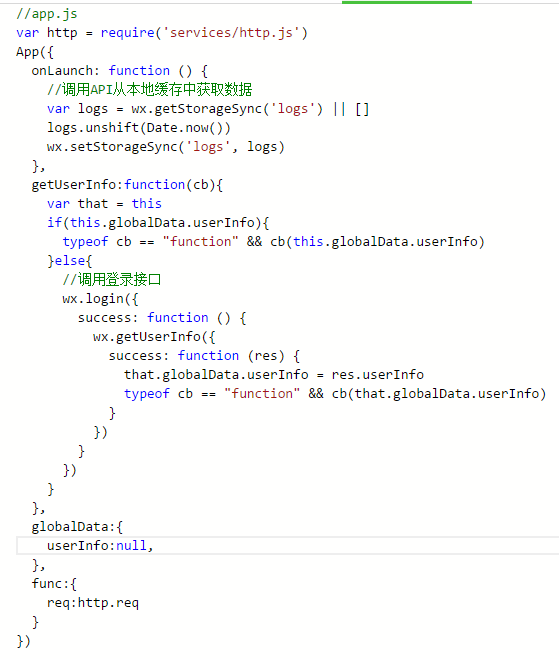 //app.js
var http = require('services/http.js')
App({
  onLaunch: function () {
    //调用API从本地缓存中获取数据
    var logs = wx.getStorageSync('logs') || []
    logs.unshift(Date.now())
    wx.setStorageSync('logs', logs)
  },
  getUserInfo:function(cb){
    var that = this
    if(this.globalData.userInfo){
      typeof cb == "function" && cb(this.globalData.userInfo)
    }else{
      //调用登录接口
      wx.login({
        success: function () {
          wx.getUserInfo({
            success: function (res) {
              that.globalData.userInfo = res.userInfo
              typeof cb == "function" && cb(that.globalData.userInfo)
            }
          })
        }
      })
    }
  },
  globalData:{
    userInfo:null,
  },
  func:{
    req:http.req
  }
})